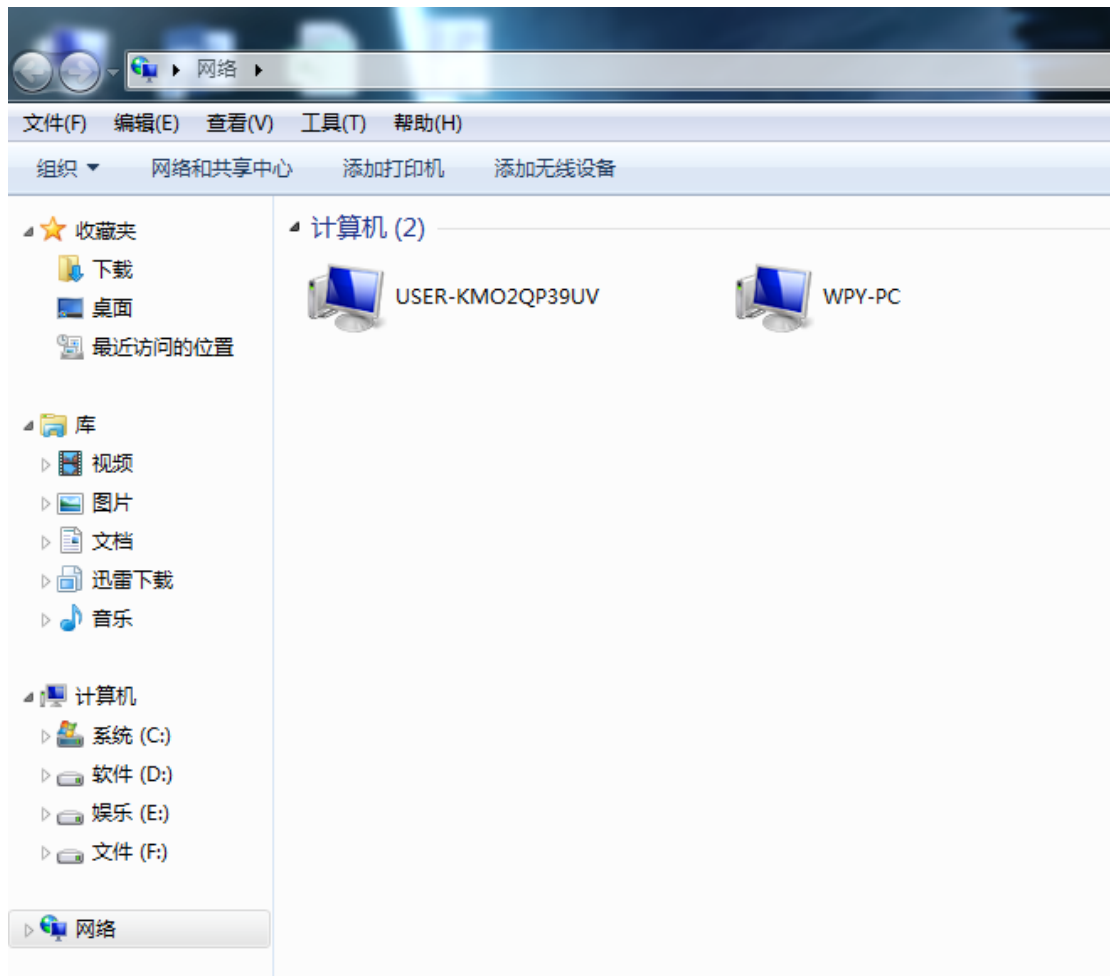 网络
文件(F) 编辑(E) 查看(V) 工具(T) 帮助(H)
组织 网络和共享中心 添加打印机 添加无线设备
收藏夹
下载
桌面
最近访问的位置
库
视频
图片
文档
迅雷下载
音乐
计算机
系统 (C:)
软件 (D:)
娱乐 (E:)
文件 (F:)
网络
计算机 (2)
USER-KMO2QP39UV WPY-PC